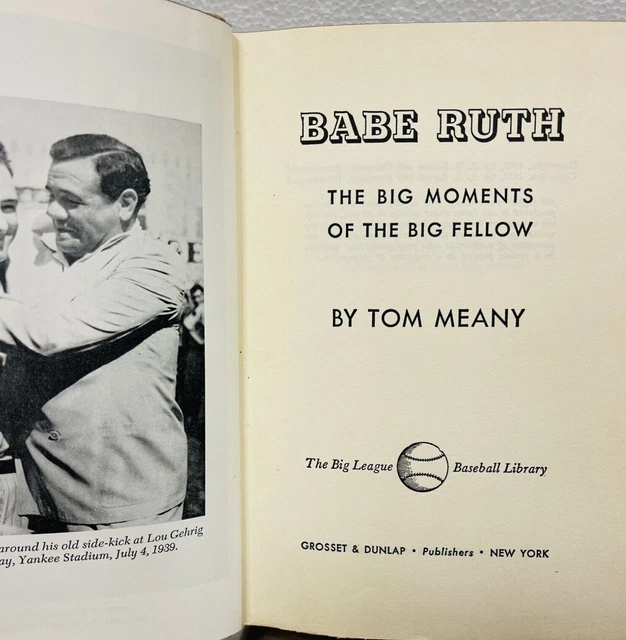 around his old side-kick at Lou Gehrig
ay, Yankee Stadium, July 4, 1939.
BABE RUTH
THE BIG MOMENTS
OF THE BIG FELLOW
BY TOM MEANY
The Big League Baseball Library
GROSSET & DUNLAP • Publishers • NEW YORK